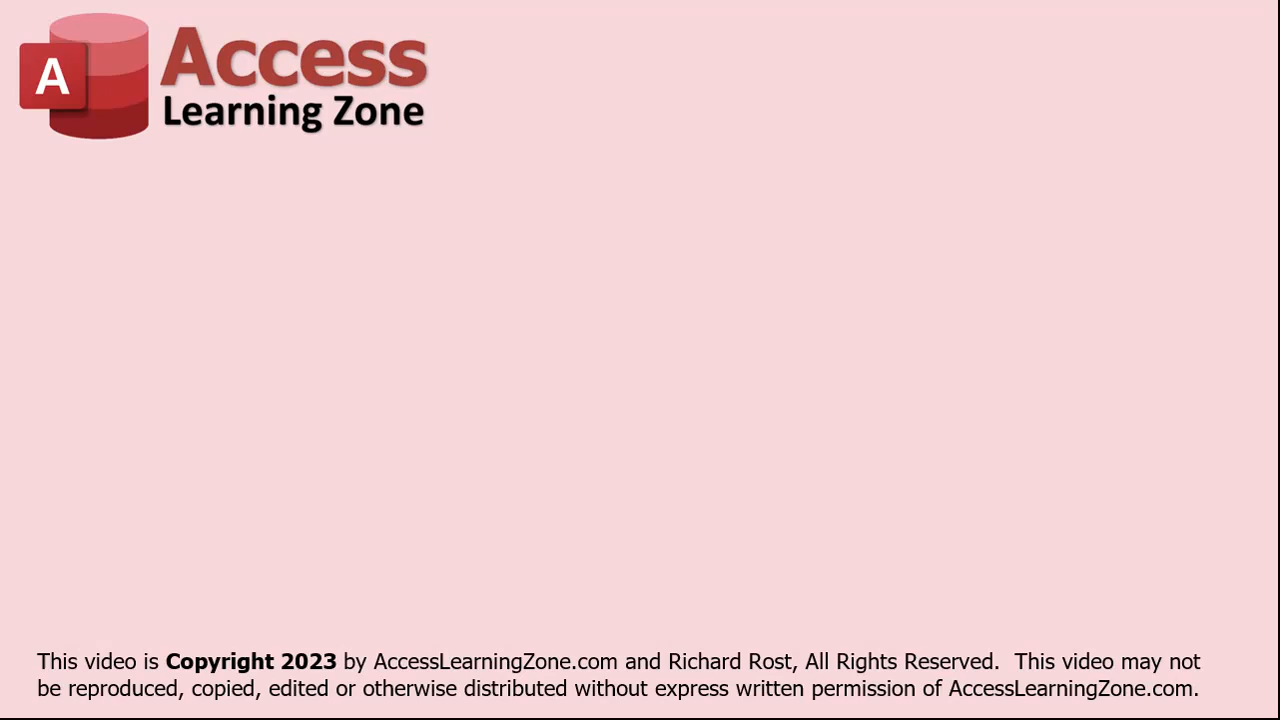 A
Access
Learning Zone
This video is Copyright 2023 by AccessLearningZone.com and Richard Rost, All Rights Reserved. This video may not
be reproduced, copied, edited or otherwise distributed without express written permission of AccessLearningZone.com.